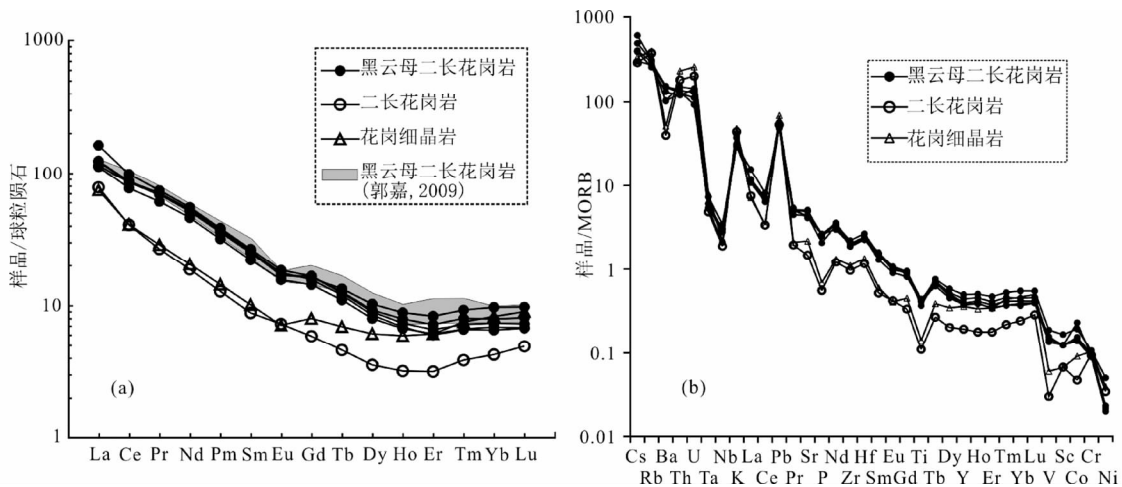 1000
100
10
1
样品/球粒陨石
黑云母二长花岗岩
二长花岗岩
花岗细晶岩
黑云母二长花岗岩
(郭嘉,2009)
(a)
La Ce Pr Nd Pm Sm Eu Gd Tb Dy Ho Er Tm Yb Lu
1000
100
10
1
0.1
0.01
样品/MORB
黑云母二长花岗岩
二长花岗岩
花岗细晶岩
(b)
Cs Ba U Nb La Pb Sr Nd Hf Eu Ti Dy Ho Tm Lu Sc Cr
Rb Th Ta K Ce Pr P Zr Sm Gd Tb Y Er Yb V Co Ni